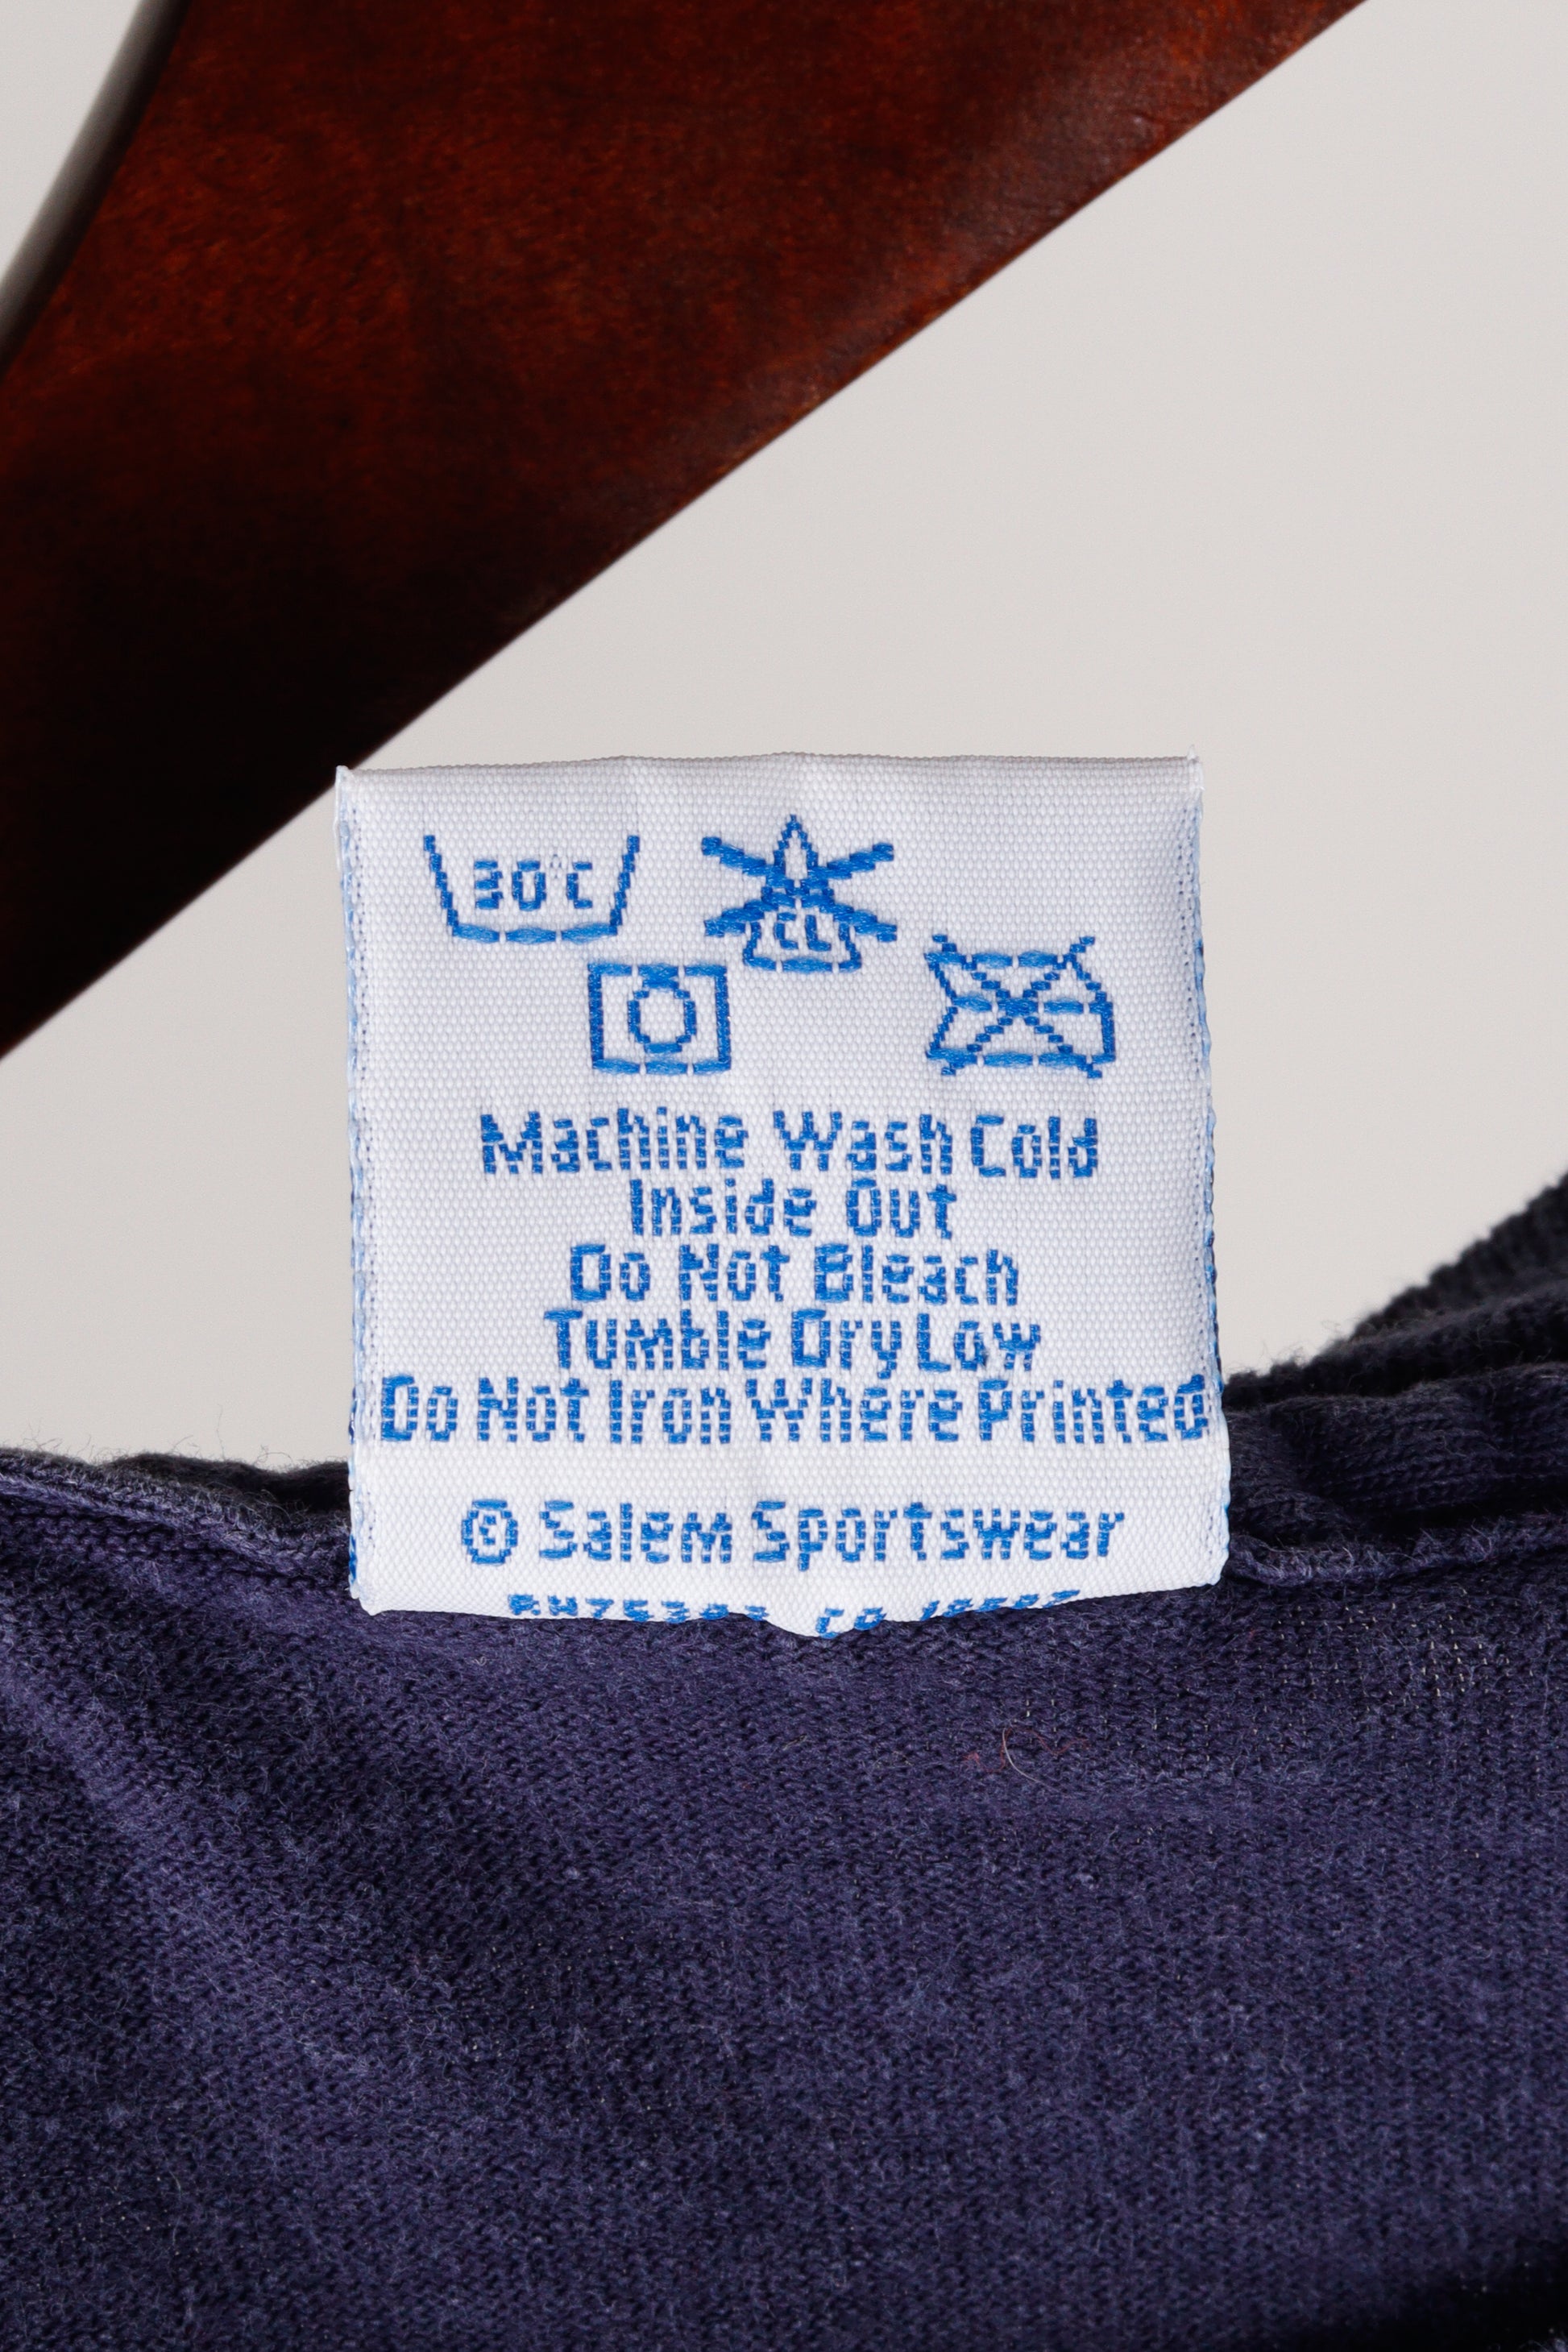 30°C
CL
Machine Wash Cold
Inside Out
Do Not Bleach
Tumble Dry Low
Do Not Iron Where Printed
© Salem Sportswear